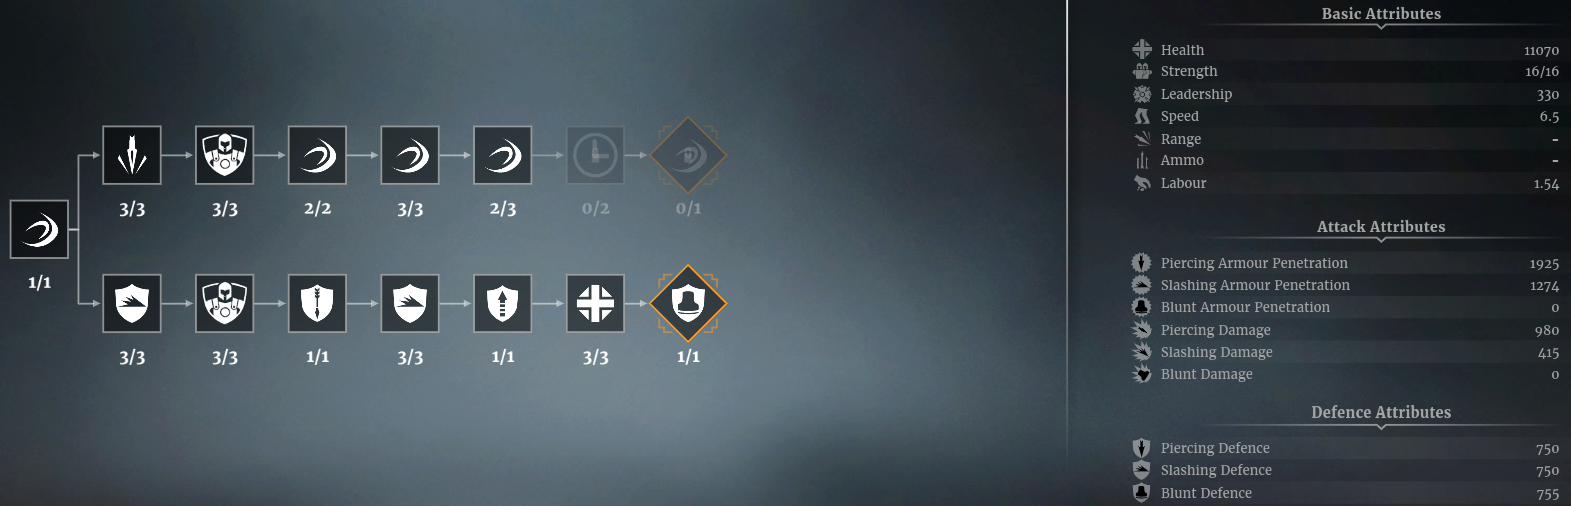 Basic Attributes
Health 11070
Strength 16/16
Leadership 330
Speed 6.5
Range -
Ammo -
Labour 1.54
Attack Attributes
Piercing Armour Penetration 1925
Slashing Armour Penetration 1274
Blunt Armour Penetration 0
Piercing Damage 980
Slashing Damage 415
Blunt Damage 0
Defence Attributes
Piercing Defence 750
Slashing Defence 750
Blunt Defence 755
3/3 3/3 2/2 3/3 2/3 0/2 0/1
1/1
3/3 3/3 1/1 3/3 1/1 3/3 1/1